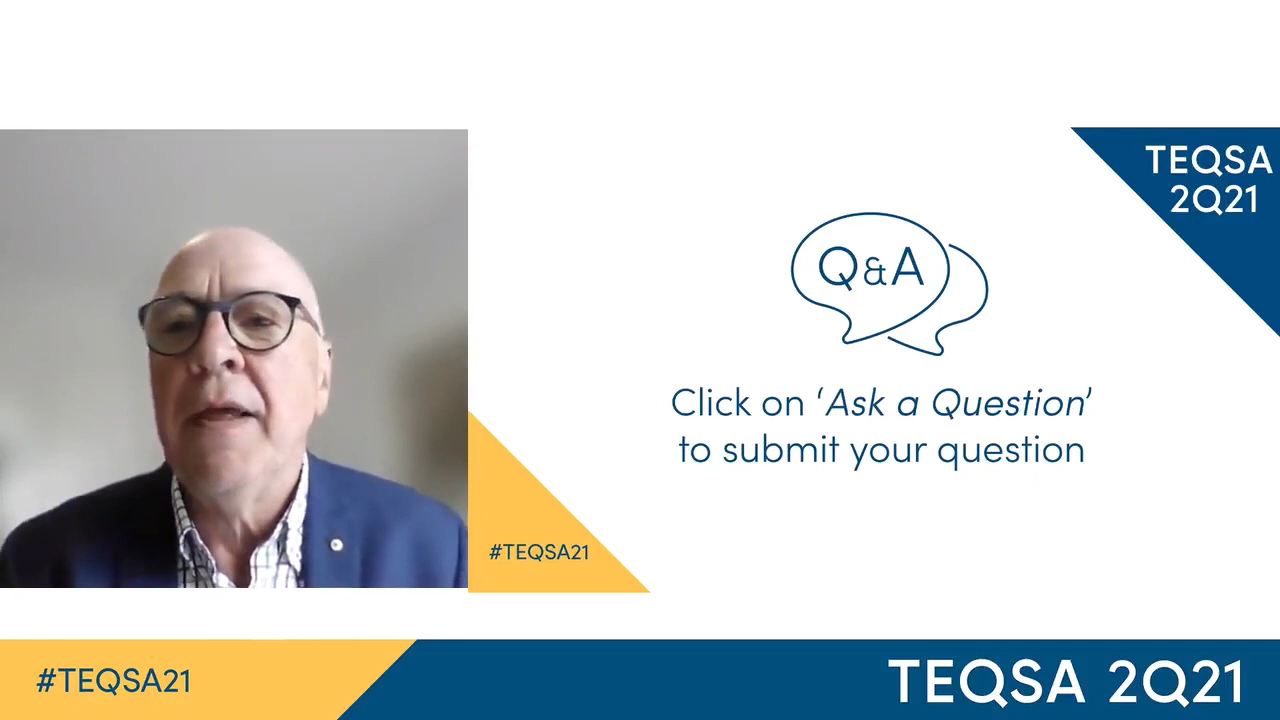 TEQSA
2Q21
Q&A
Click on ‘Ask a Question’
to submit your question
#TEQSA21
#TEQSA21
TEQSA 2Q21